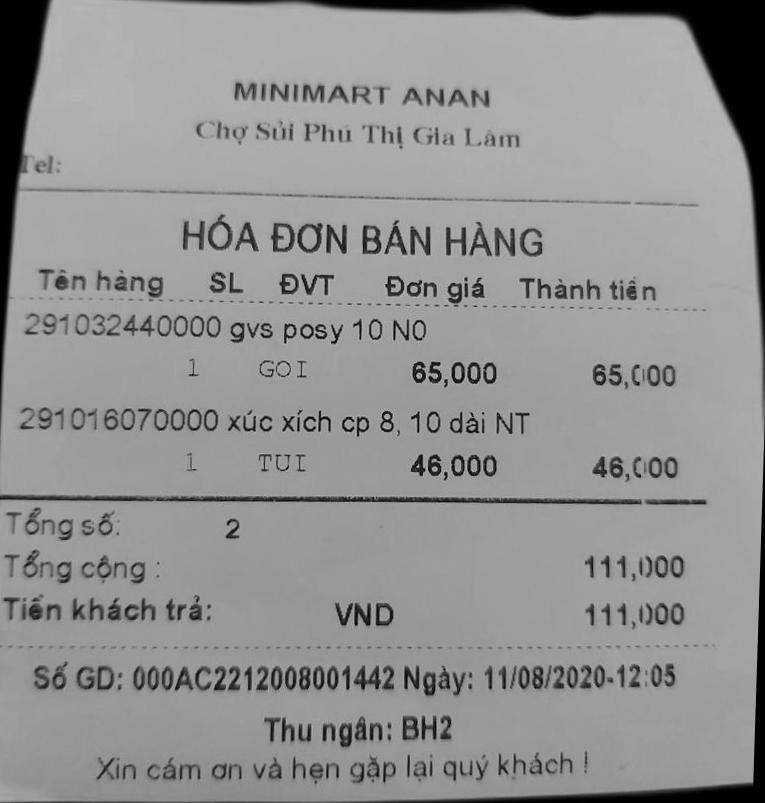 MINIMART ANAN
Chợ Sủi Phú Thị Gia Lâm
Tel:
HÓA ĐƠN BÁN HÀNG
Tên hàng SL ĐVT Đơn giá Thành tiền
291032440000 gvs posy 10 N0
1 GOI 65,000 65,000
291016070000 xúc xích cp 8, 10 dài NT
1 TUI 46,000 46,000
Tổng số: 2
Tổng cộng : 111,000
Tiền khách trả: VND 111,000
Số GD: 000AC2212008001442 Ngày: 11/08/2020-12:05
Thu ngân: BH2
Xin cám ơn và hẹn gặp lại quý khách !